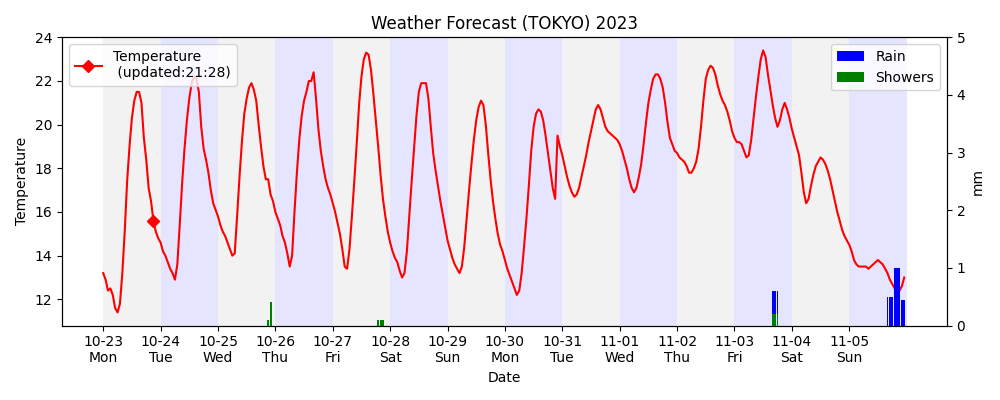 Weather Forecast (TOKYO) 2023
Temperature
(updated:21:28)
Rain
Showers
24
22
20
18
16
14
12
Temperature
5
4
3
2
1
0
mm
10-23 10-24 10-25 10-26 10-27 10-28 10-29 10-30 10-31 11-01 11-02 11-03 11-04 11-05
Mon Tue Wed Thu Fri Sat Sun Mon Tue Wed Thu Fri Sat Sun
Date